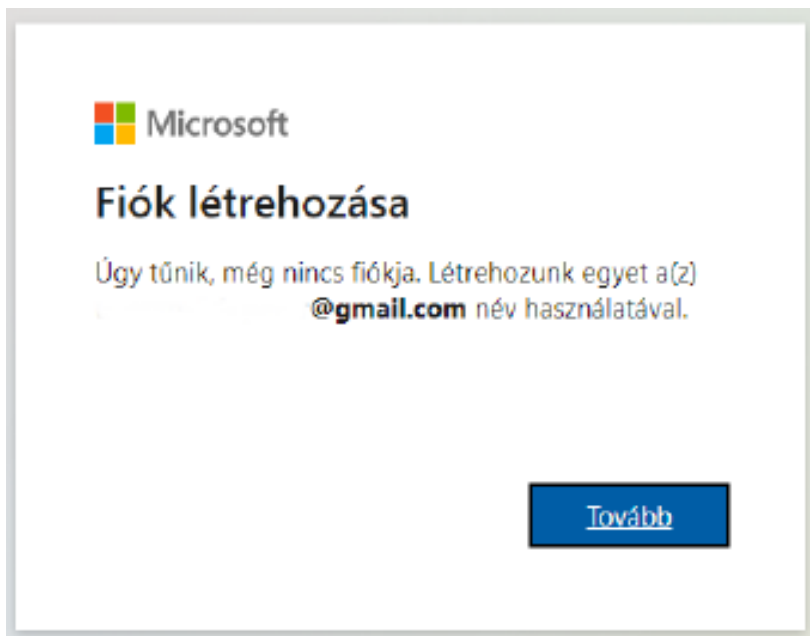 Microsoft
Fiók létrehozása
Úgy tűnik, még nincs fiókja. Létrehozunk egyet a(z)
@gmail.com név használatával.
Tovább